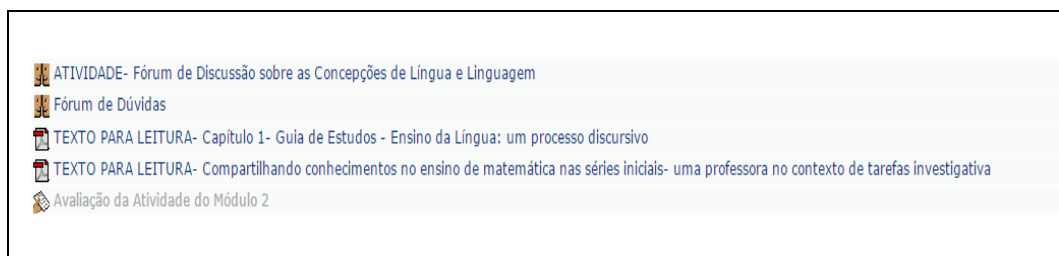 ATIVIDADE- Fórum de Discussão sobre as Concepções de Língua e Linguagem
Fórum de Dúvidas
TEXTO PARA LEITURA- Capítulo 1- Guia de Estudos - Ensino da Língua: um processo discursivo
TEXTO PARA LEITURA- Compartilhando conhecimentos no ensino de matemática nas séries iniciais- uma professora no contexto de tarefas investigativa
Avaliação da Atividade do Módulo 2